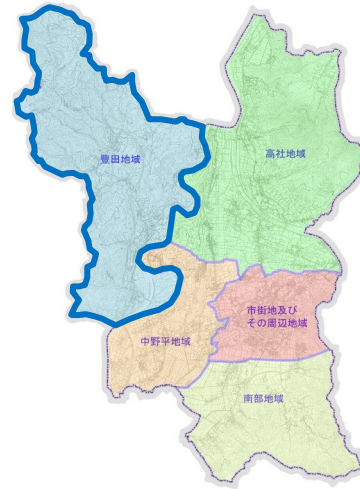 豊田地域
高社地域
市街地及び
その周辺地域
中野平地域
南部地域